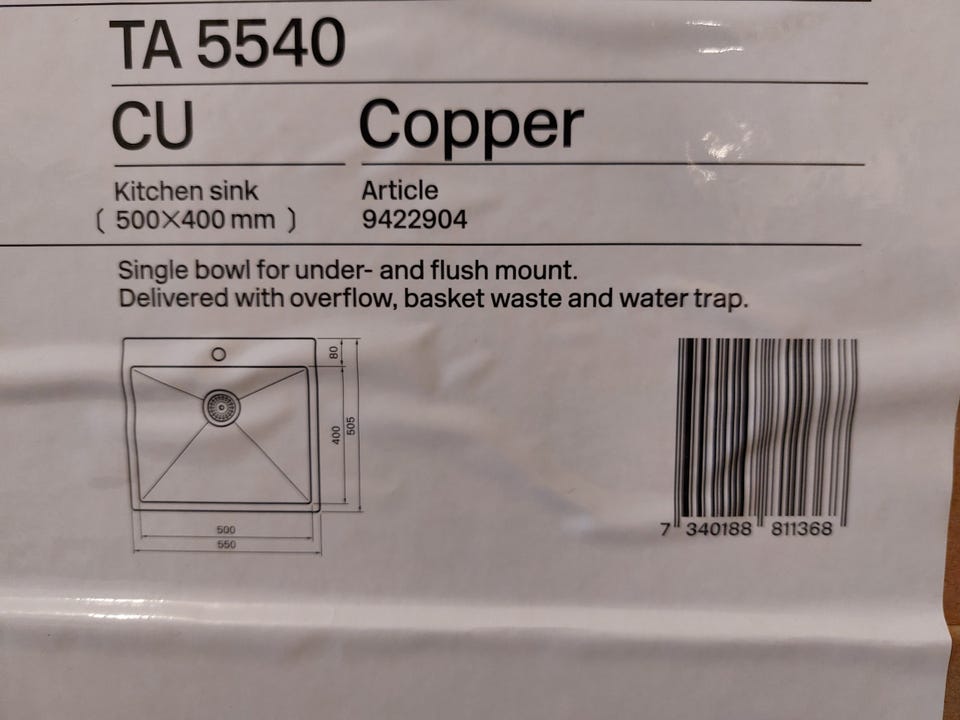 TA 5540
CU Copper
Kitchen sink Article
( 500×400 mm ) 9422904
Single bowl for under- and flush mount.
Delivered with overflow, basket waste and water trap.
80
400
505
500
550
7 340188 811368